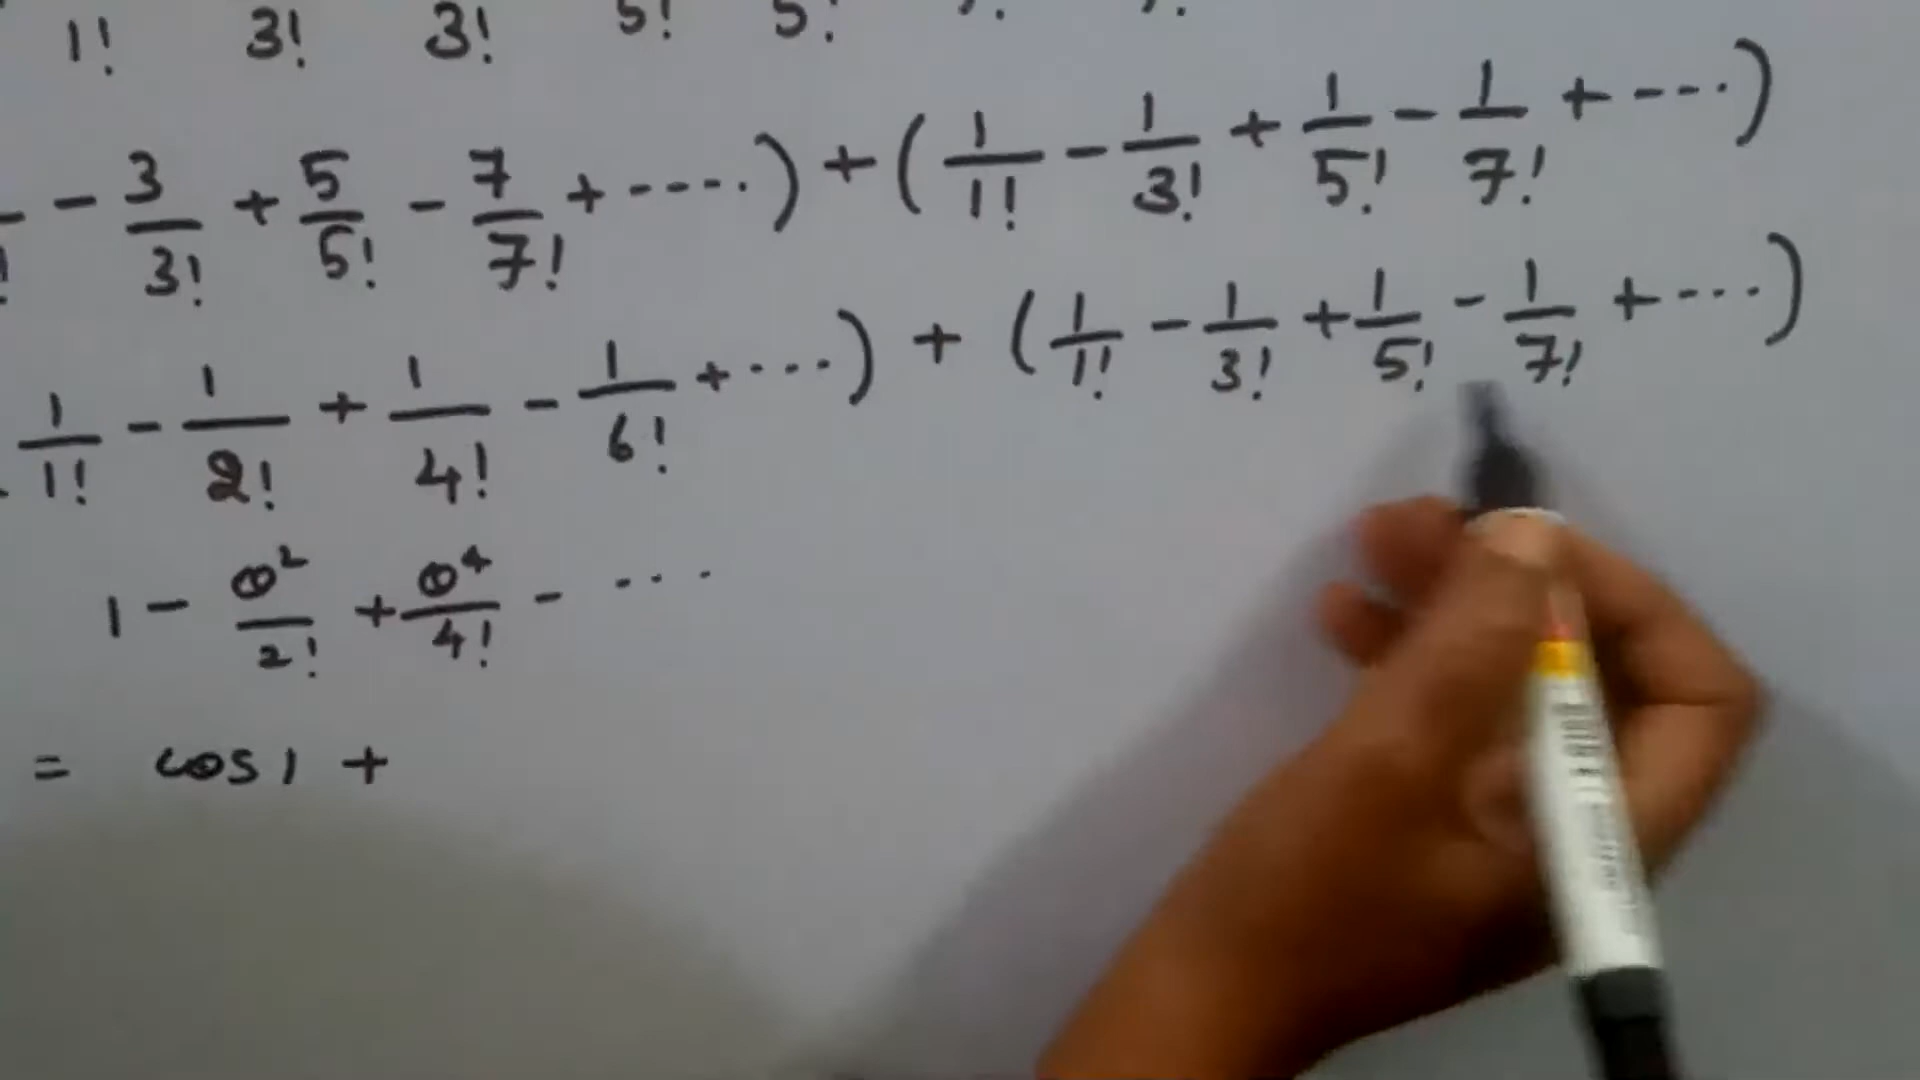 1! 3! 3! 5! 5!
- 3/3! + 5/5! - 7/7! + ....) + (1/1! - 1/3! + 1/5! - 1/7! + ....)
1/1! - 1/2! + 1/4! - 1/6! + ...) + (1/1! - 1/3! + 1/5! - 1/7! + ....)
1 - θ²/2! + θ⁴/4! - ....
= cos 1 +